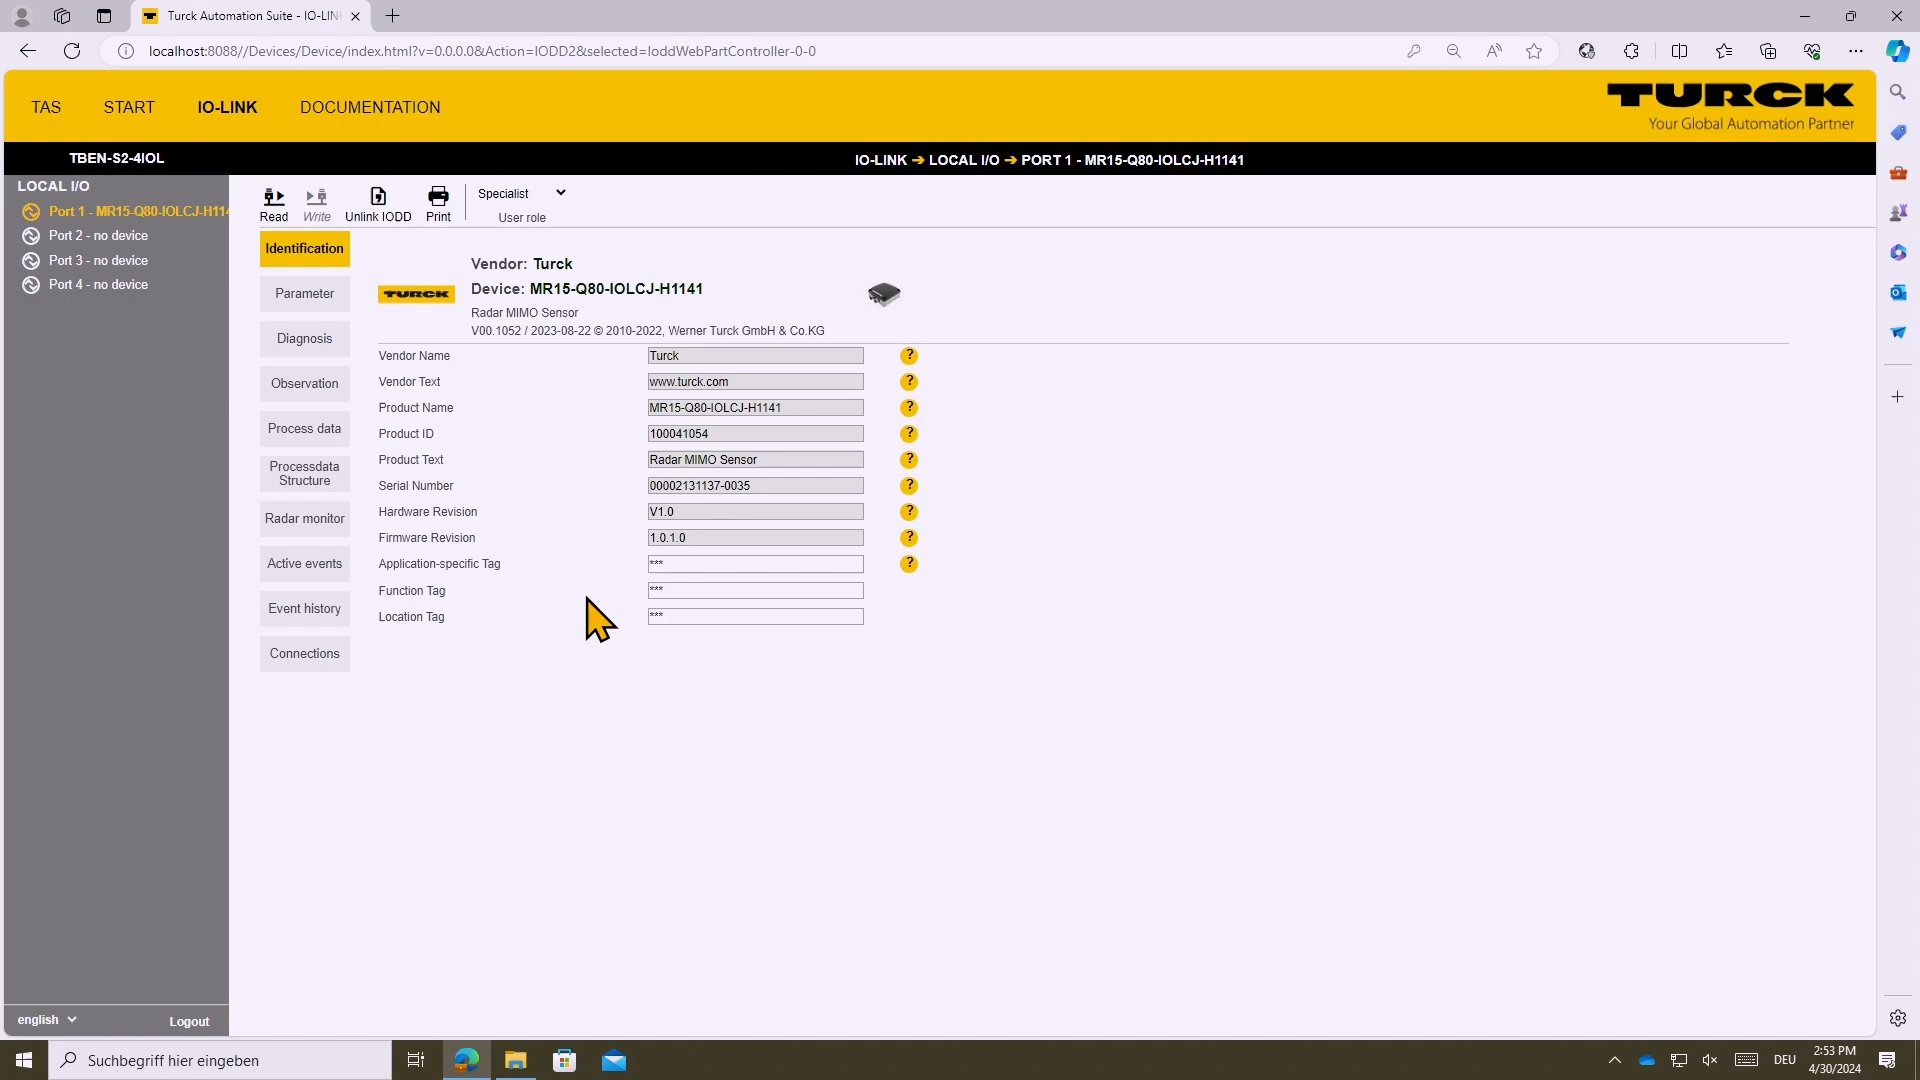 Turck Automation Suite - IO-LIN
localhost:8088//Devices/Device/index.html?v=0.0.0.0&Action=IODD2&selected=IoddWebPartController-0-0
TAS START IO-LINK DOCUMENTATION
TURCK
Your Global Automation Partner
TBEN-S2-4IOL
IO-LINK ➔ LOCAL I/O ➔ PORT 1 - MR15-Q80-IOLCJ-H1141
LOCAL I/O
Port 1 - MR15-Q80-IOLCJ-H114
Port 2 - no device
Port 3 - no device
Port 4 - no device
Read Write Unlink IODD Print
Specialist
User role
Identification
Parameter
Diagnosis
Observation
Process data
Processdata
Structure
Radar monitor
Active events
Event history
Connections
TURCK
Vendor: Turck
Device: MR15-Q80-IOLCJ-H1141
Radar MIMO Sensor
V00.1052 / 2023-08-22 © 2010-2022, Werner Turck GmbH & Co.KG
Vendor Name Turck ?
Vendor Text www.turck.com ?
Product Name MR15-Q80-IOLCJ-H1141 ?
Product ID 100041054 ?
Product Text Radar MIMO Sensor ?
Serial Number 00002131137-0035 ?
Hardware Revision V1.0 ?
Firmware Revision 1.0.1.0 ?
Application-specific Tag *** ?
Function Tag ***
Location Tag ***
english Logout
Suchbegriff hier eingeben
DEU
2:53 PM
4/30/2024